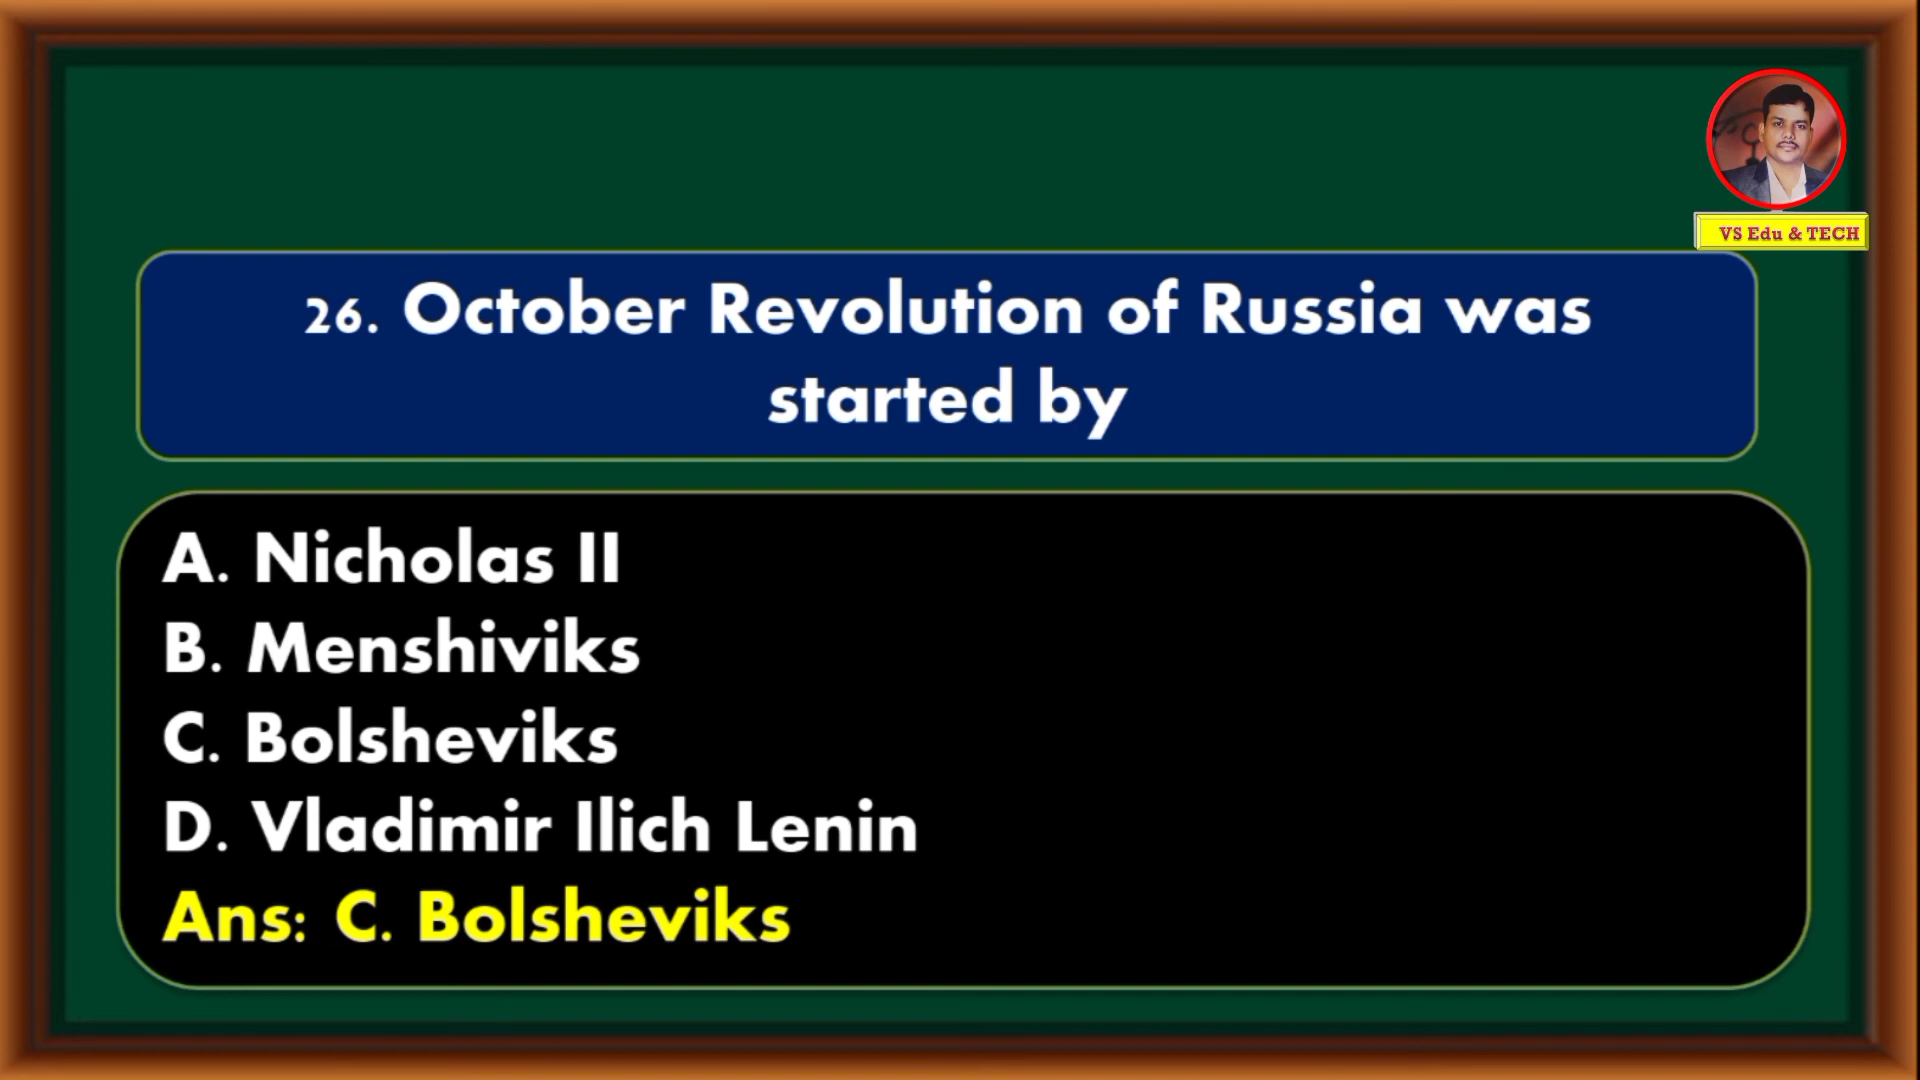 VS Edu & TECH
26. October Revolution of Russia was
started by
A. Nicholas II
B. Menshiviks
C. Bolsheviks
D. Vladimir Ilich Lenin
Ans: C. Bolsheviks